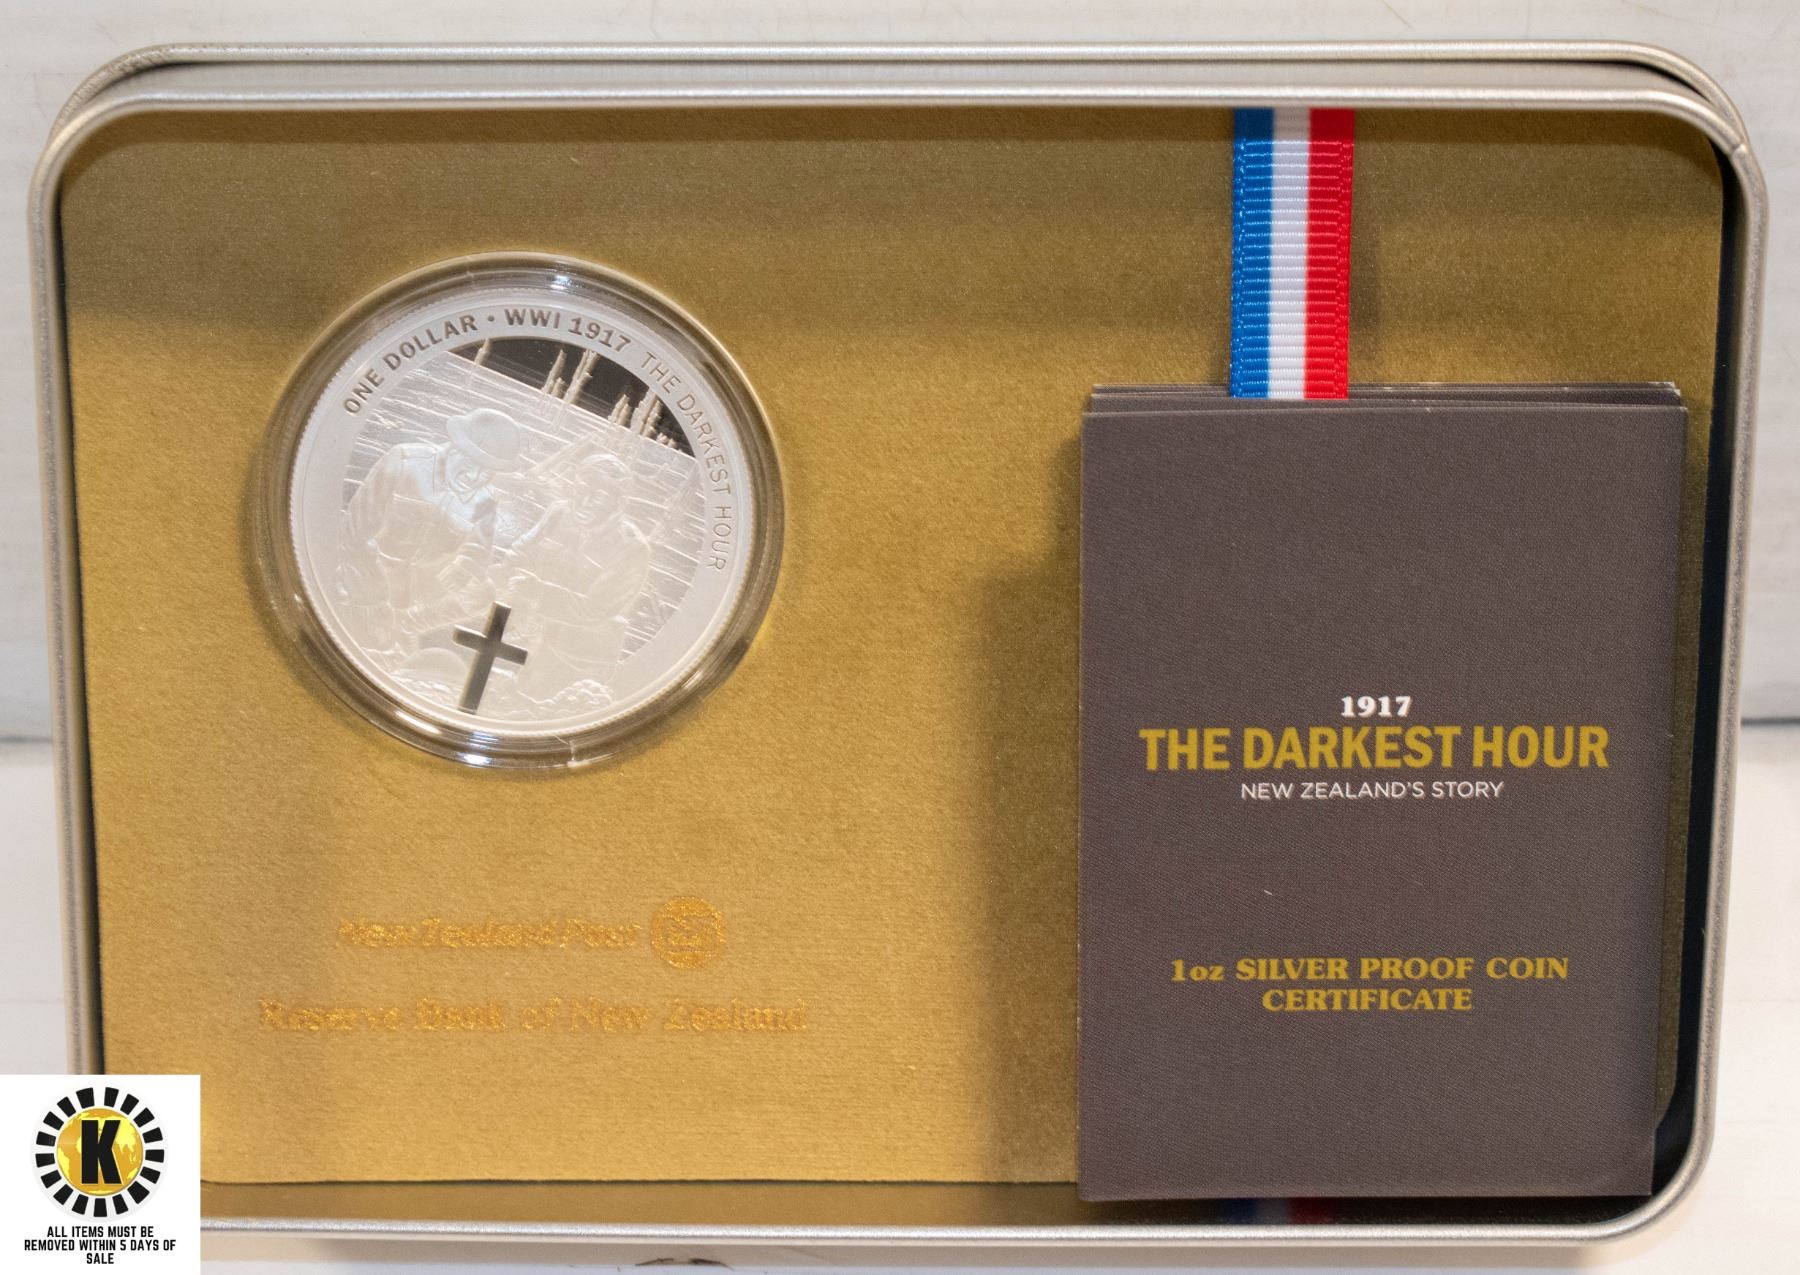 ONE DOLLAR • WWI 1917 THE DARKEST HOUR
New Zealand Post
Reserve Bank of New Zealand
1917
THE DARKEST HOUR
NEW ZEALAND'S STORY
1oz SILVER PROOF COIN
CERTIFICATE
K
ALL ITEMS MUST BE
REMOVED WITHIN 5 DAYS OF
SALE